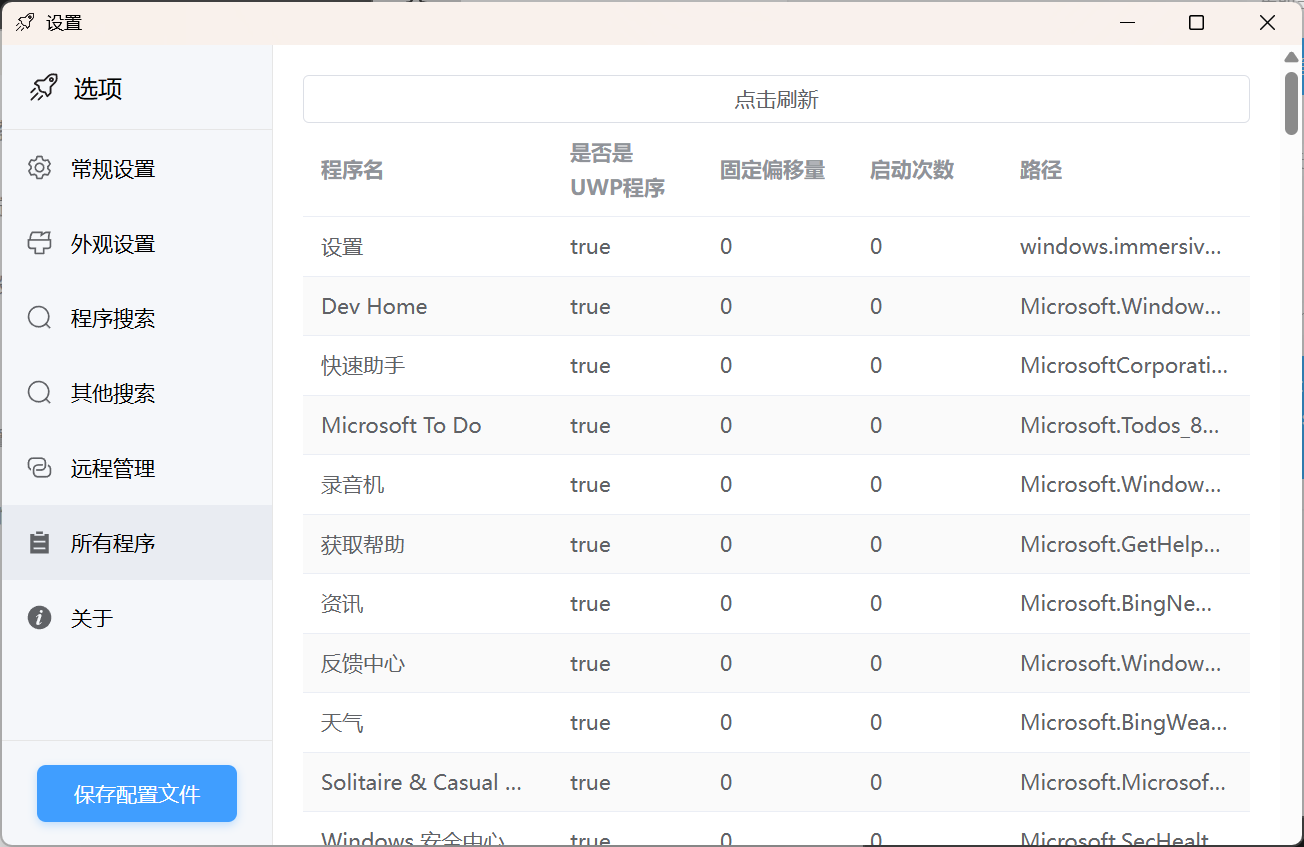 设置
选项
常规设置
外观设置
程序搜索
其他搜索
远程管理
所有程序
关于
保存配置文件
点击刷新
程序名 是否是 UWP程序 固定偏移量 启动次数 路径
设置 true 0 0 windows.immersiv...
Dev Home true 0 0 Microsoft.Window...
快速助手 true 0 0 MicrosoftCorporati...
Microsoft To Do true 0 0 Microsoft.Todos_8...
录音机 true 0 0 Microsoft.Window...
获取帮助 true 0 0 Microsoft.GetHelp...
资讯 true 0 0 Microsoft.BingNe...
反馈中心 true 0 0 Microsoft.Window...
天气 true 0 0 Microsoft.BingWea...
Solitaire & Casual ... true 0 0 Microsoft.Microsof...
Windows 安全中心 true 0 0 Microsoft.SecHealt...